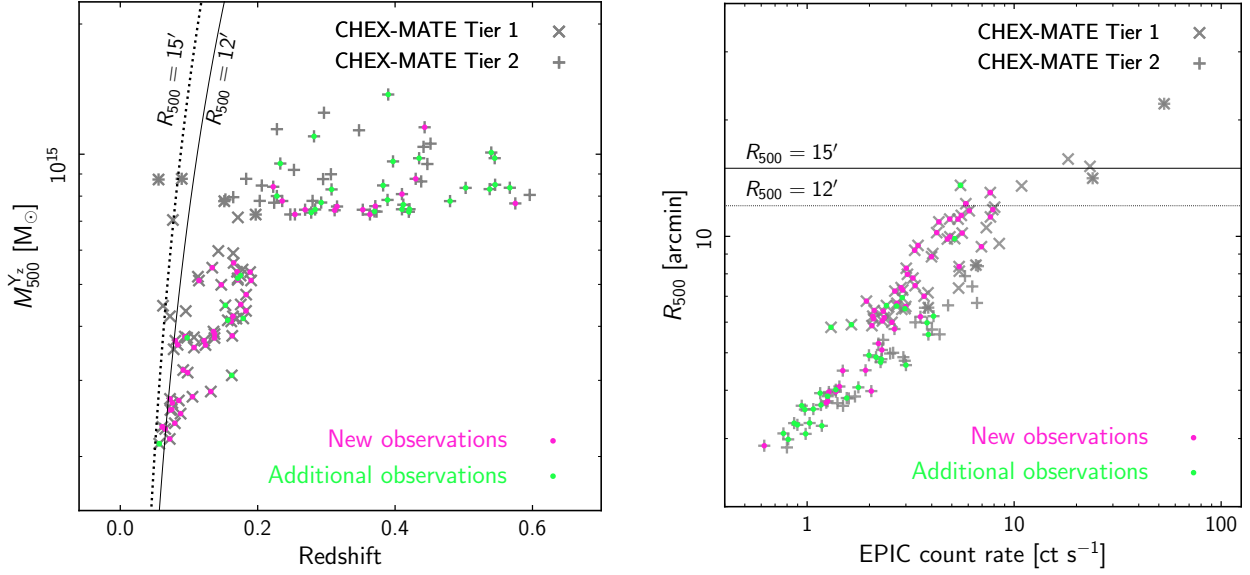 CHEX-MATE Tier 1
CHEX-MATE Tier 2
R500 = 15′
R500 = 12′
10^15
M_500^{Y_z} [M⊙]
New observations
Additional observations
0.0 0.2 0.4 0.6
Redshift
CHEX-MATE Tier 1
CHEX-MATE Tier 2
R500 = 15′
R500 = 12′
10
R500 [arcmin]
New observations
Additional observations
1 10 100
EPIC count rate [ct s−1]